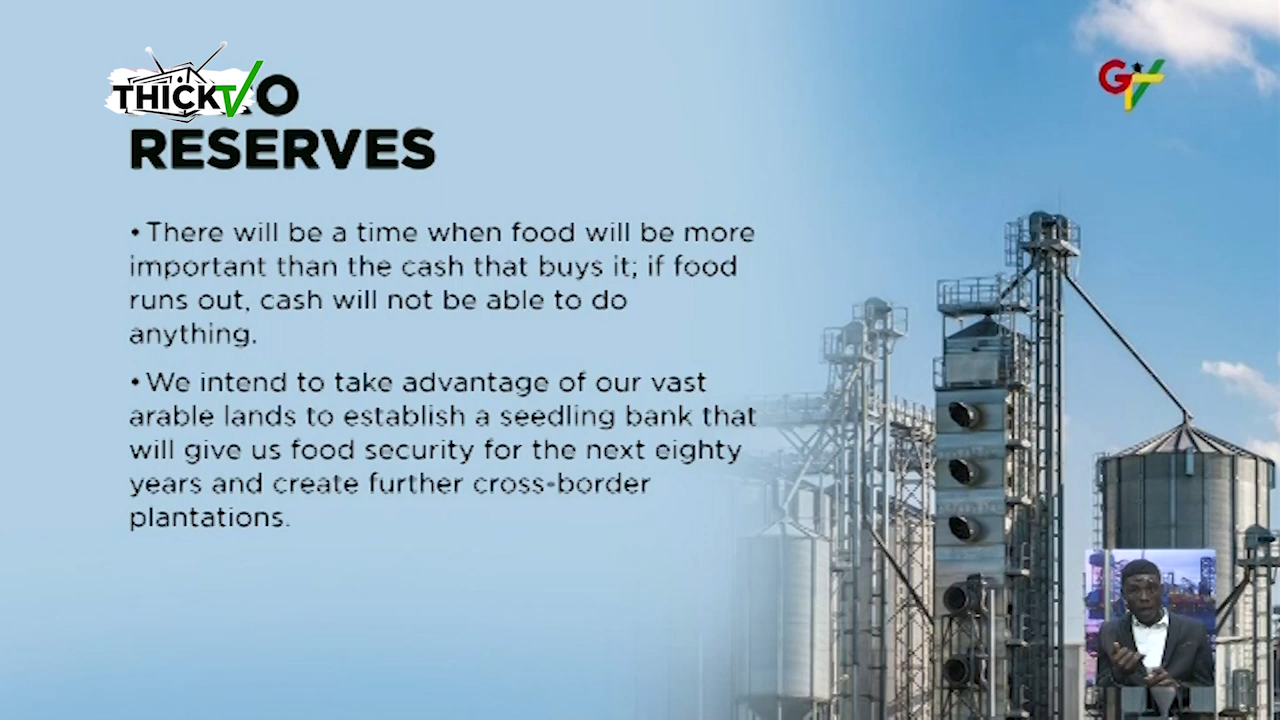 THICKTV
O
RESERVES
GTV
• There will be a time when food will be more
important than the cash that buys it; if food
runs out, cash will not be able to do
anything.
• We intend to take advantage of our vast
arable lands to establish a seedling bank that
will give us food security for the next eighty
years and create further cross-border
plantations.